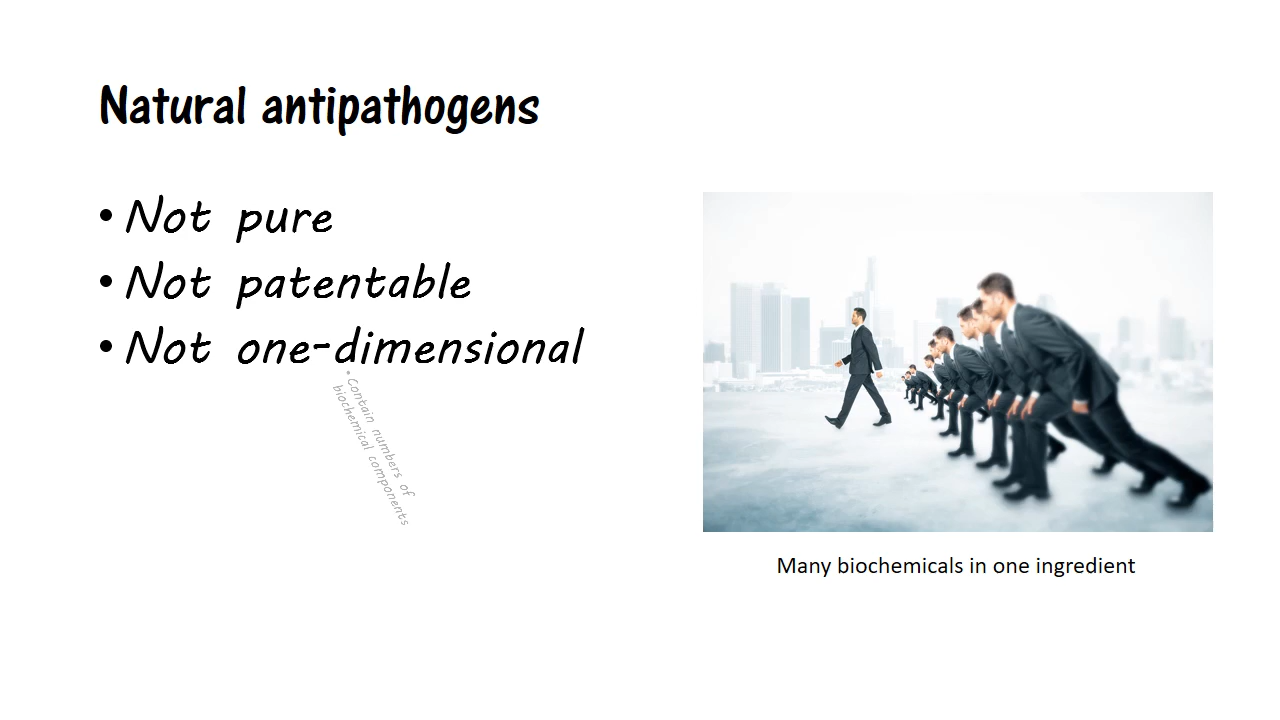 Natural antipathogens
• Not pure
• Not patentable
• Not one-dimensional
• Contain numbers of
biochemical components
Many biochemicals in one ingredient